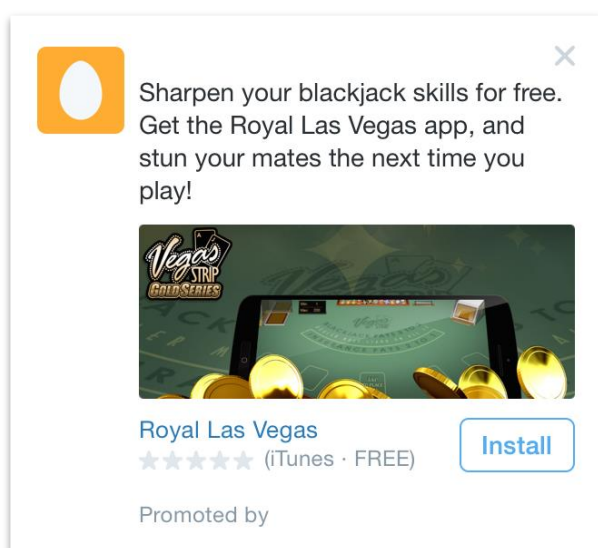 Sharpen your blackjack skills for free.
Get the Royal Las Vegas app, and
stun your mates the next time you
play!
Vegas
STRIP
GOLD SERIES
Royal Las Vegas
(iTunes · FREE)
Install
Promoted by